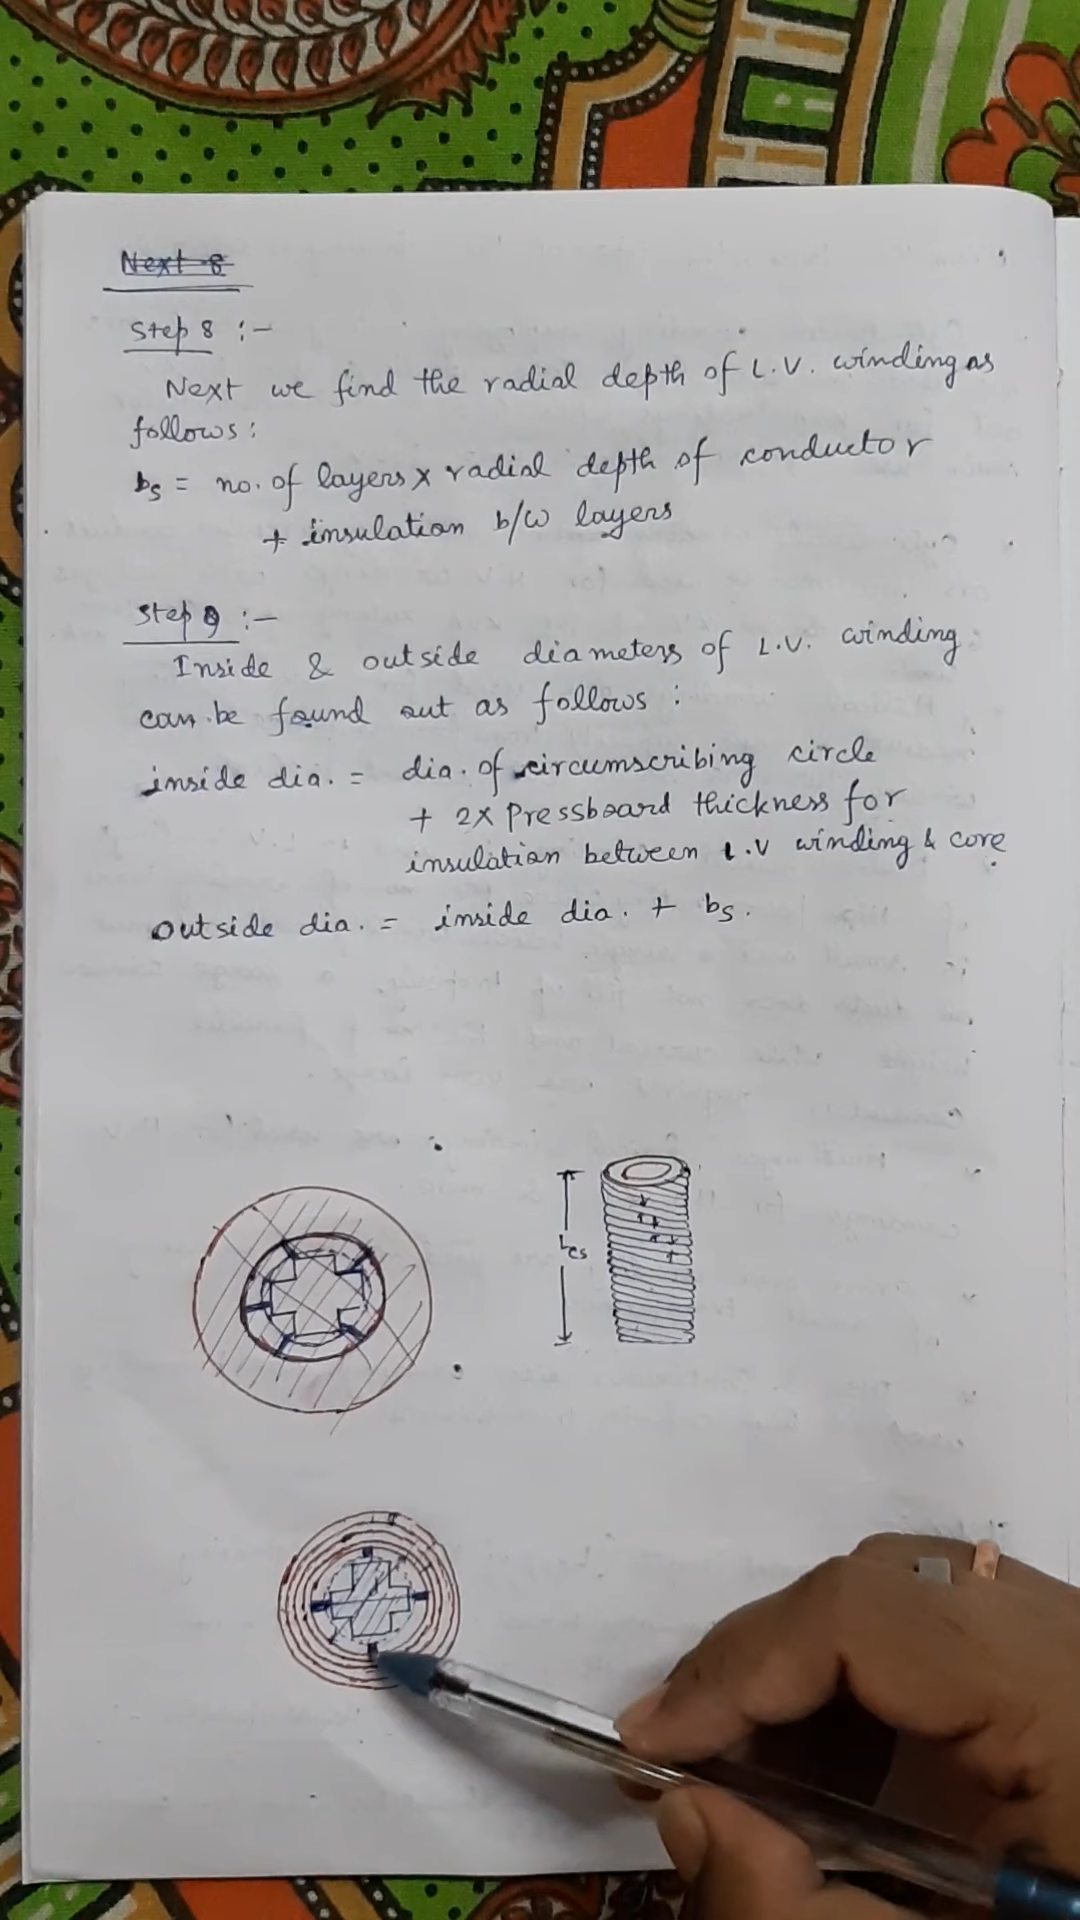 Next 8
Step 8 :-
Next we find the radial depth of L.V. winding as
follows:
bs = no. of layers x radial depth of conductor
+ insulation b/w layers
Step 9 :-
Inside & outside diameters of L.V. winding
can be found out as follows :
inside dia. = dia. of circumscribing circle
+ 2x Pressboard thickness for
insulation between L.V winding & core
outside dia. = inside dia. + bs.
Lcs